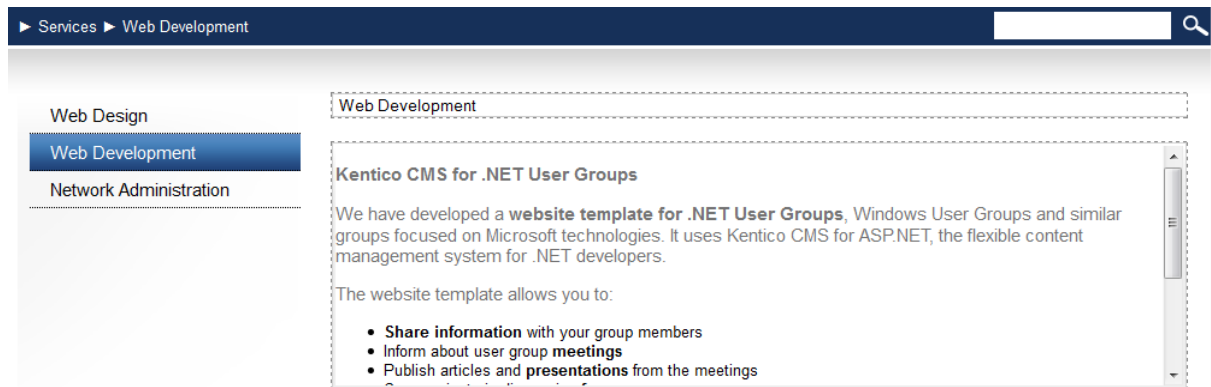 ► Services ► Web Development
Web Design
Web Development
Network Administration
Web Development
Kentico CMS for .NET User Groups
We have developed a website template for .NET User Groups, Windows User Groups and similar
groups focused on Microsoft technologies. It uses Kentico CMS for ASP.NET, the flexible content
management system for .NET developers.
The website template allows you to:
• Share information with your group members
• Inform about user group meetings
• Publish articles and presentations from the meetings